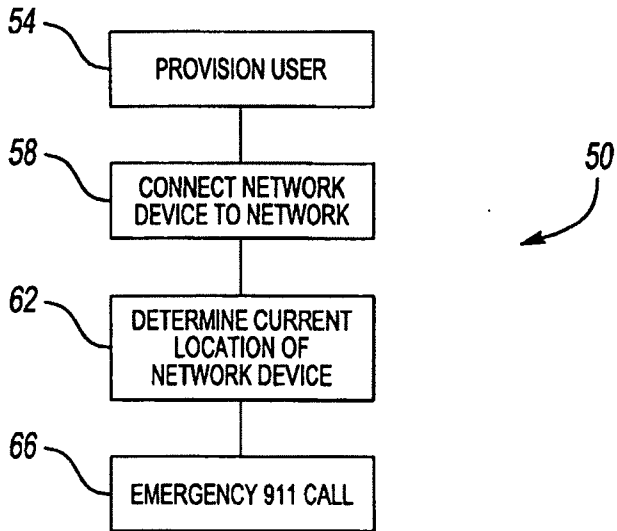 54
PROVISION USER
58
CONNECT NETWORK
DEVICE TO NETWORK
50
62
DETERMINE CURRENT
LOCATION OF
NETWORK DEVICE
66
EMERGENCY 911 CALL